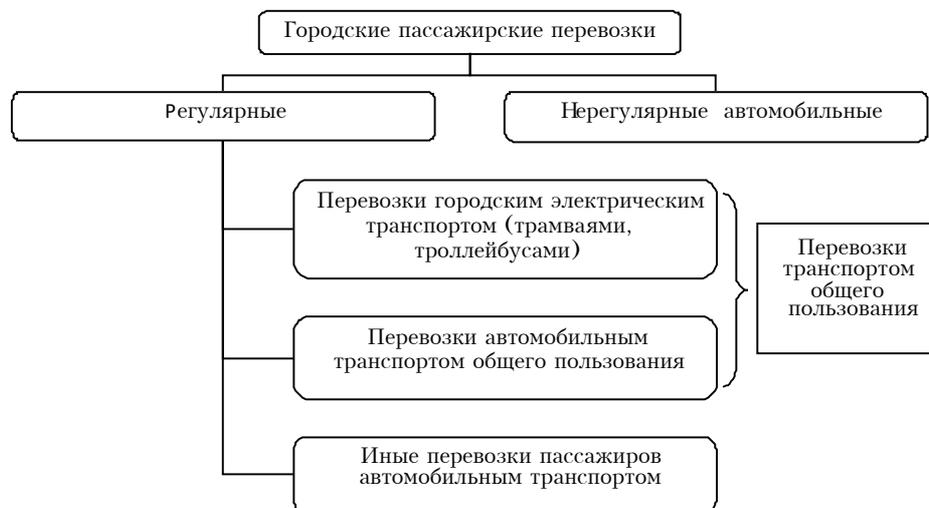 Городские пассажирские перевозки
Регулярные
Нерегулярные автомобильные
Перевозки городским электрическим
транспортом (трамваями,
троллейбусами)
Перевозки автомобильным
транспортом общего пользования
Иные перевозки пассажиров
автомобильным транспортом
Перевозки
транспортом
общего
пользования